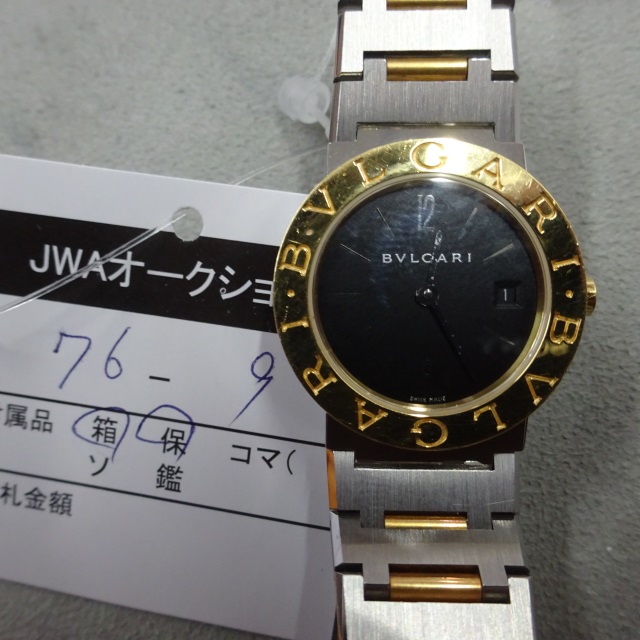 JWAオークショ
76-9
属品 箱 保 コマ(
ソ 鑑
札金額
BVLGARI・BVLGARI・
12
BVLGARI
1
SWISS MADE